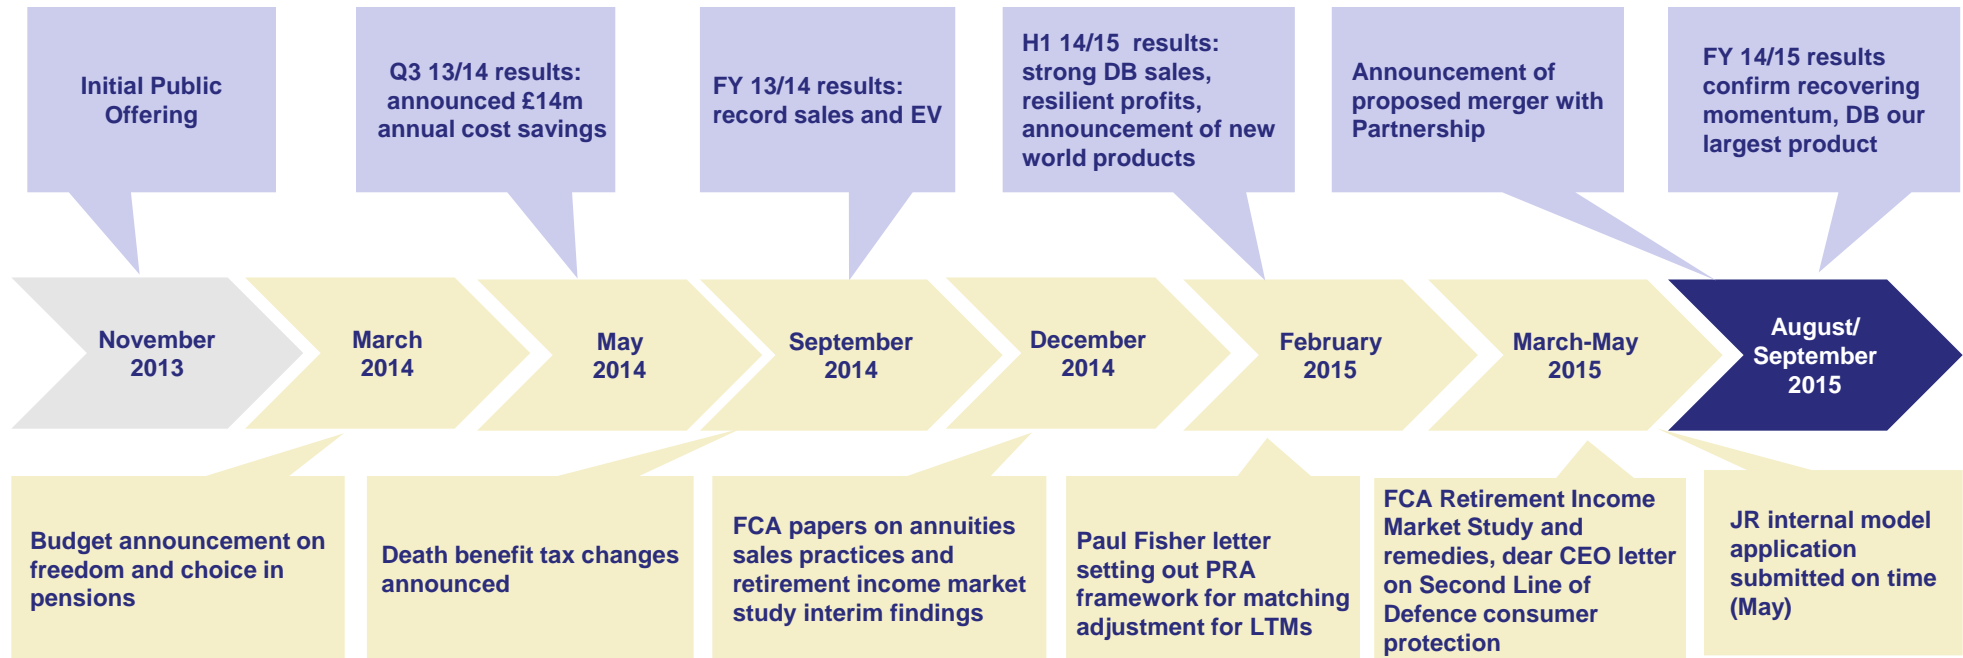 Initial Public
Offering
Q3 13/14 results:
announced £14m
annual cost savings
FY 13/14 results:
record sales and EV
H1 14/15 results:
strong DB sales,
resilient profits,
announcement of new
world products
Announcement of
proposed merger with
Partnership
FY 14/15 results
confirm recovering
momentum, DB our
largest product
November
2013
March
2014
May
2014
September
2014
December
2014
February
2015
March-May
2015
August/
September
2015
Budget announcement on
freedom and choice in
pensions
Death benefit tax changes
announced
FCA papers on annuities
sales practices and
retirement income market
study interim findings
Paul Fisher letter
setting out PRA
framework for matching
adjustment for LTMs
FCA Retirement Income
Market Study and
remedies, dear CEO letter
on Second Line of
Defence consumer
protection
JR internal model
application
submitted on time
(May)